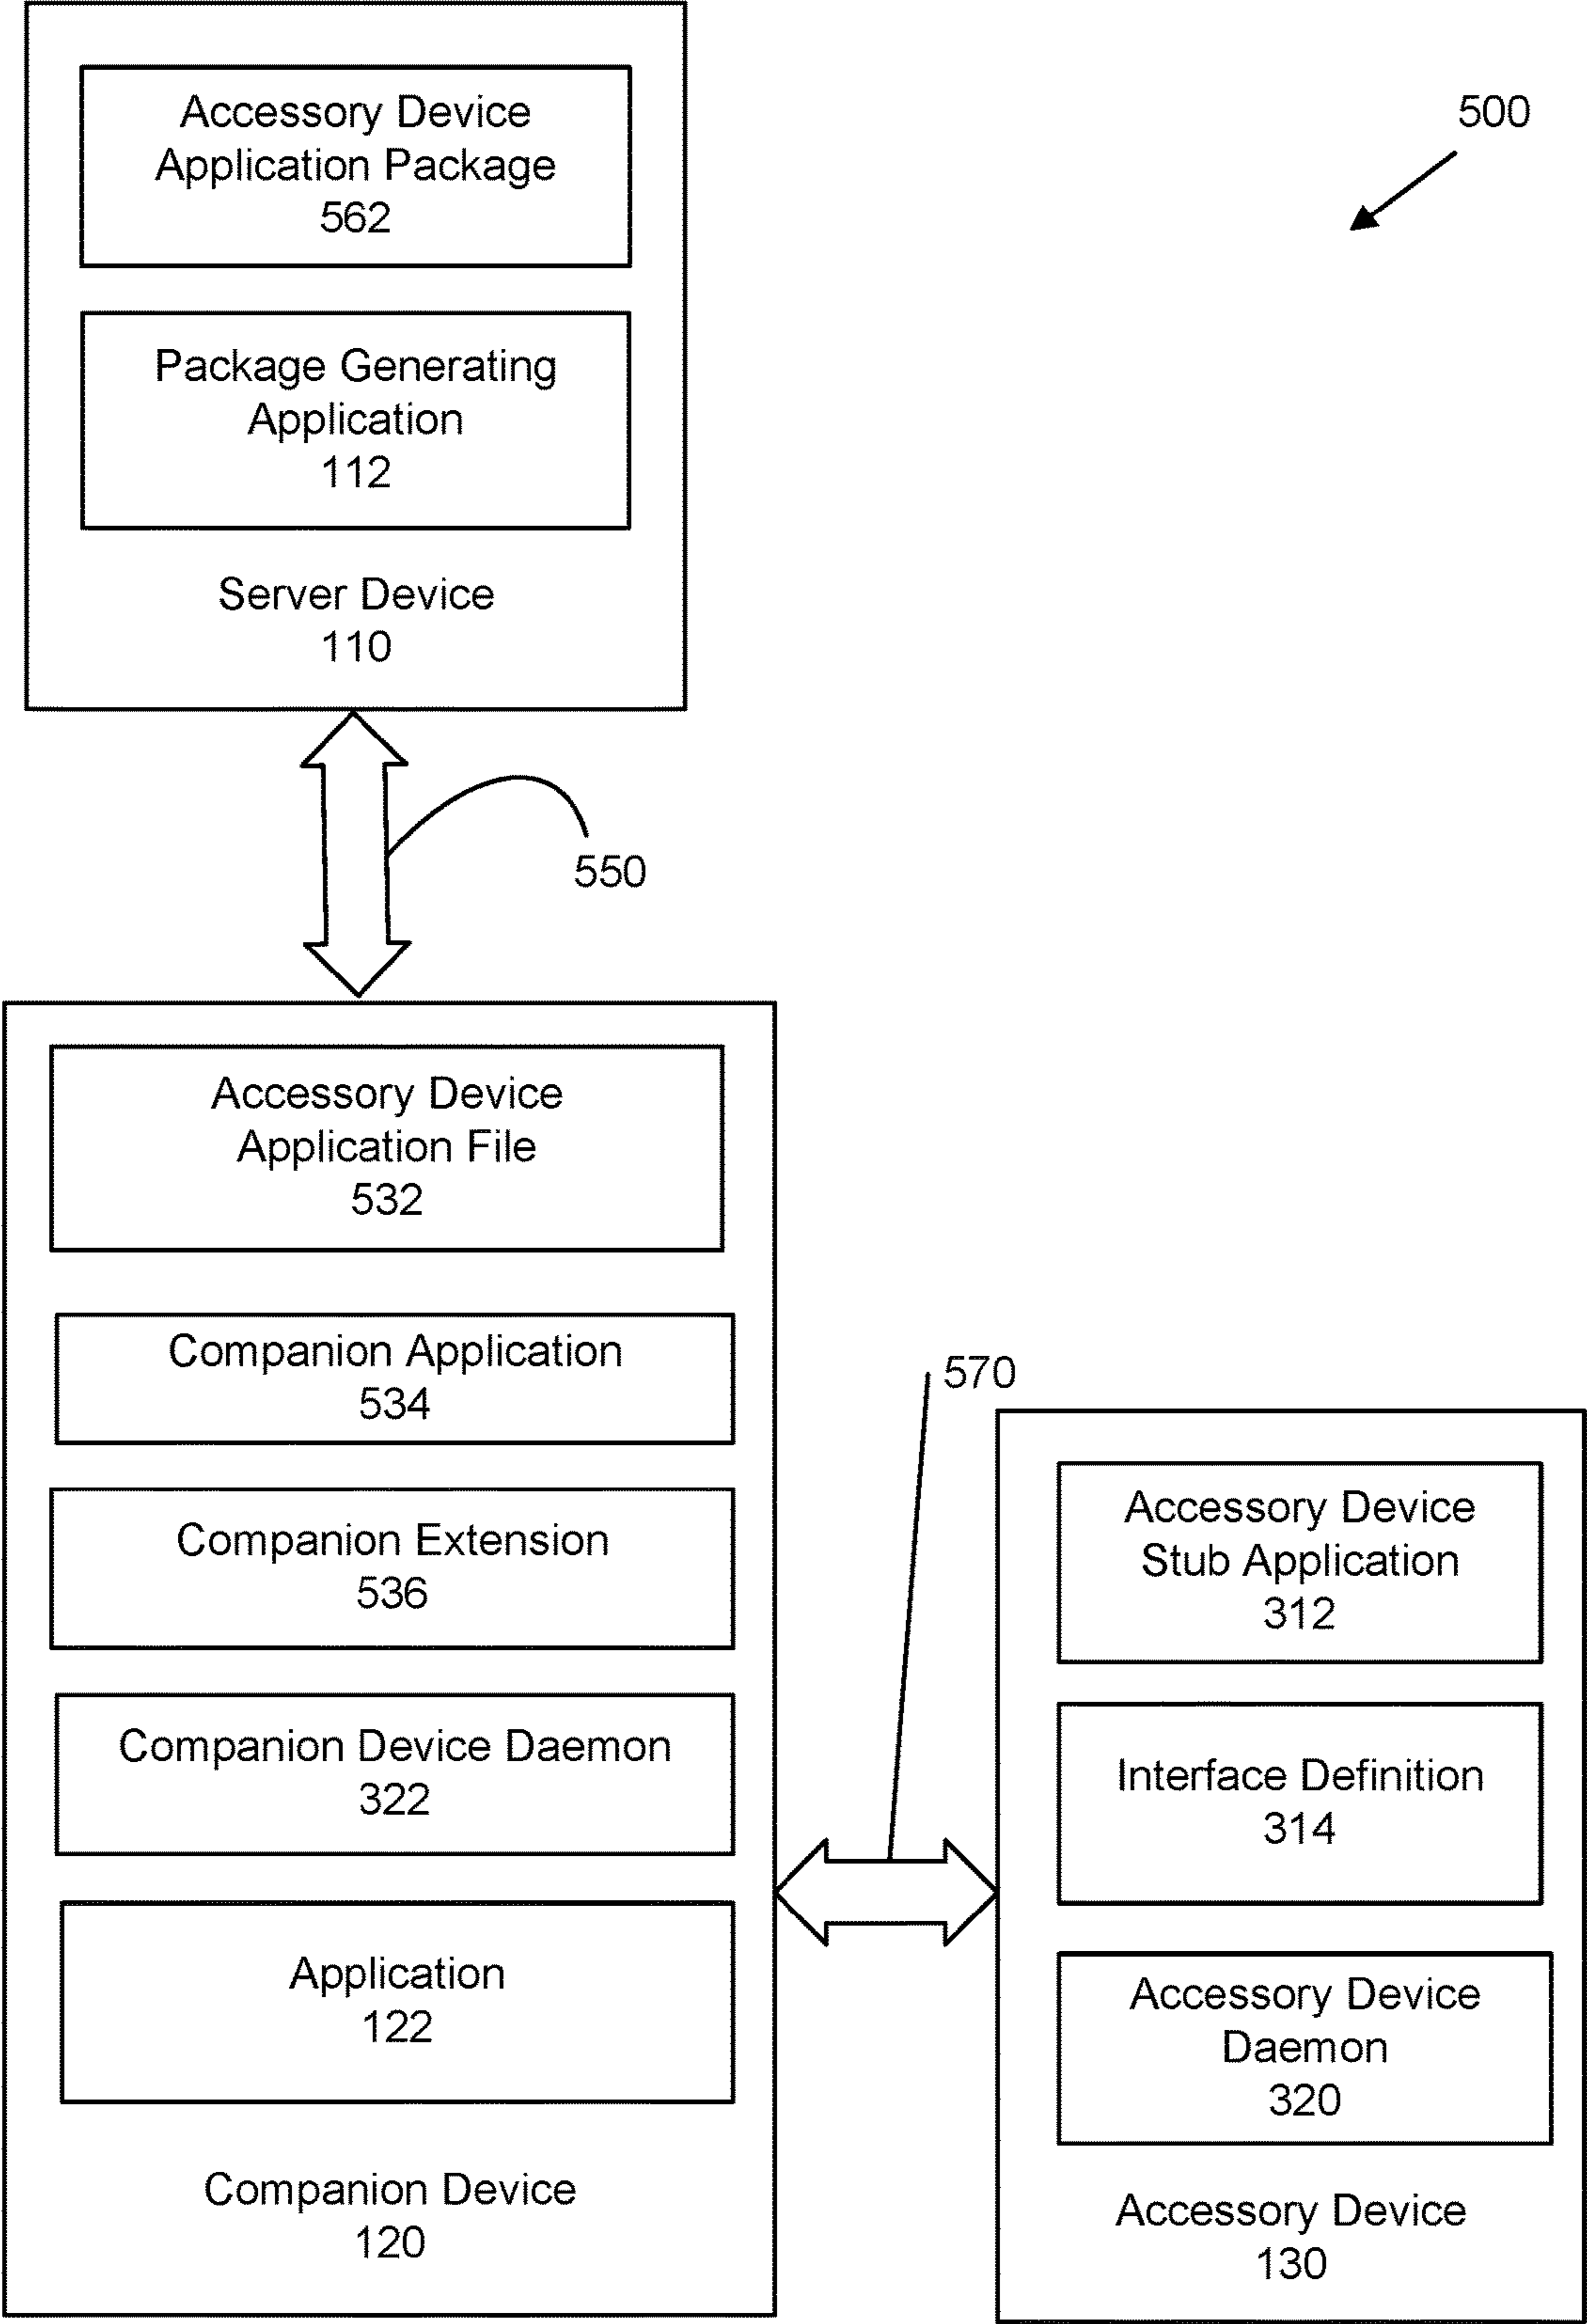 Accessory Device
Application Package
562
500
Package Generating
Application
112
Server Device
110
550
Accessory Device
Application File
532
Companion Application
534
Companion Extension
536
Companion Device Daemon
322
Application
122
Companion Device
120
570
Accessory Device
Stub Application
312
Interface Definition
314
Accessory Device
Daemon
320
Accessory Device
130